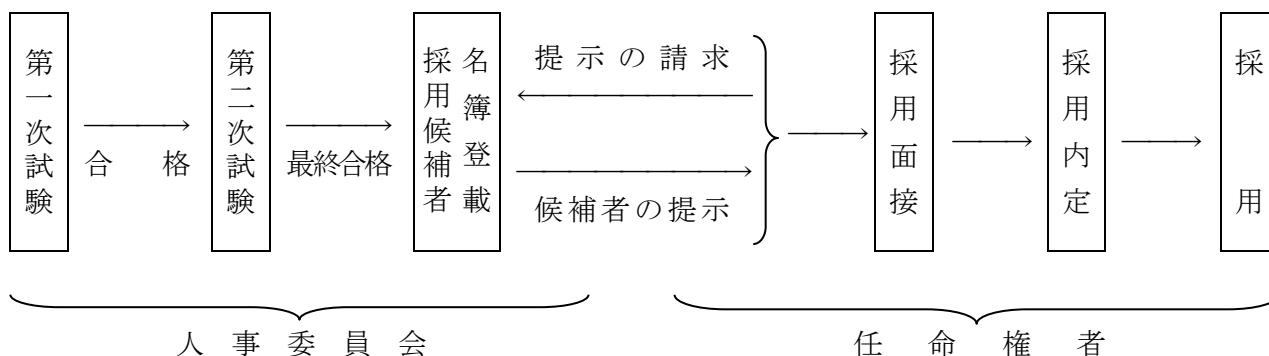 第一次試験
合格
第二次試験
最終合格
採用候補者
名簿登載
提示の請求
候補者の提示
採用面接
採用内定
採用
人事委員会
任命権者